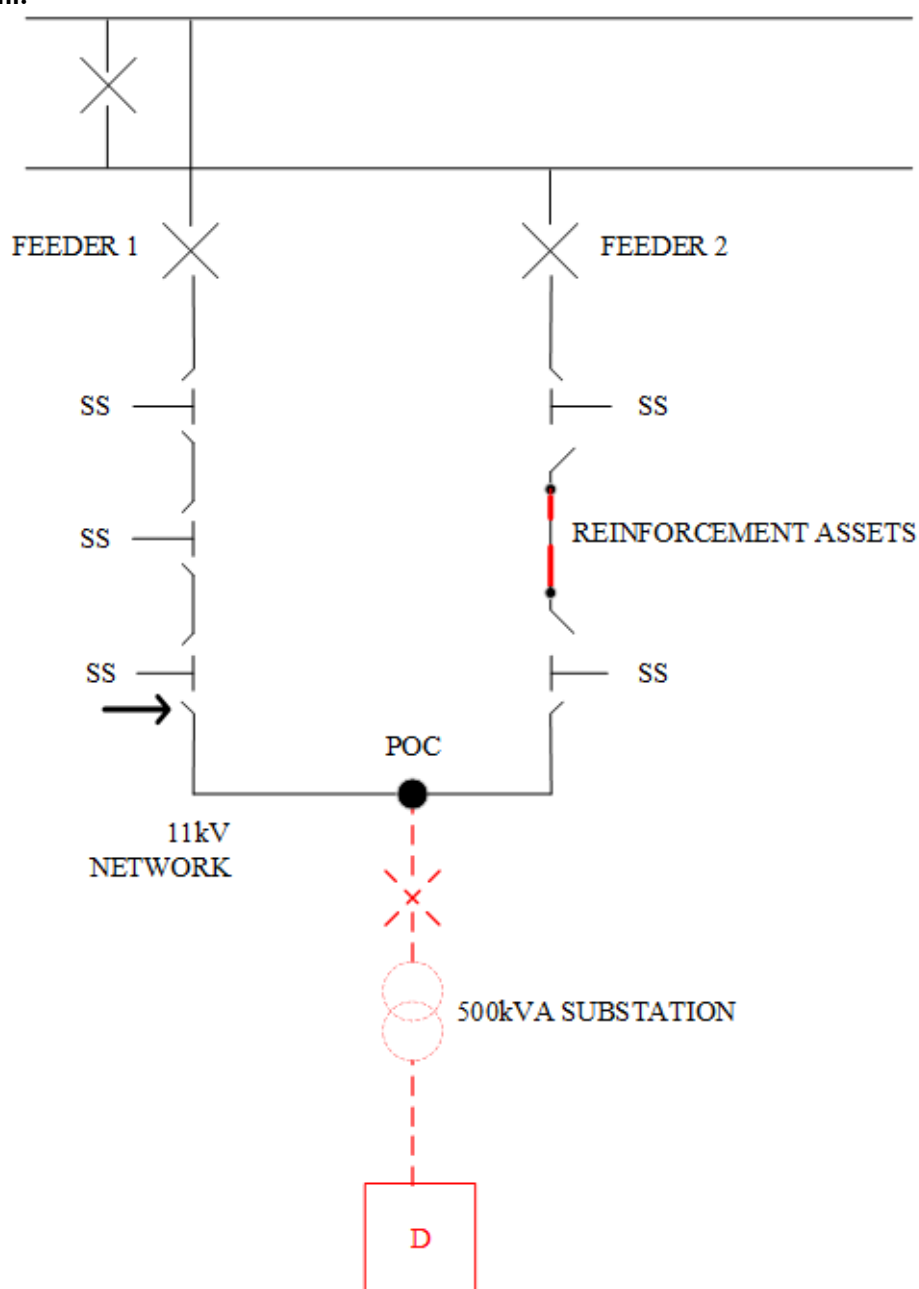 FEEDER 1
FEEDER 2
SS
SS
REINFORCEMENT ASSETS
SS
SS
SS
POC
11kV
NETWORK
500kVA SUBSTATION
D